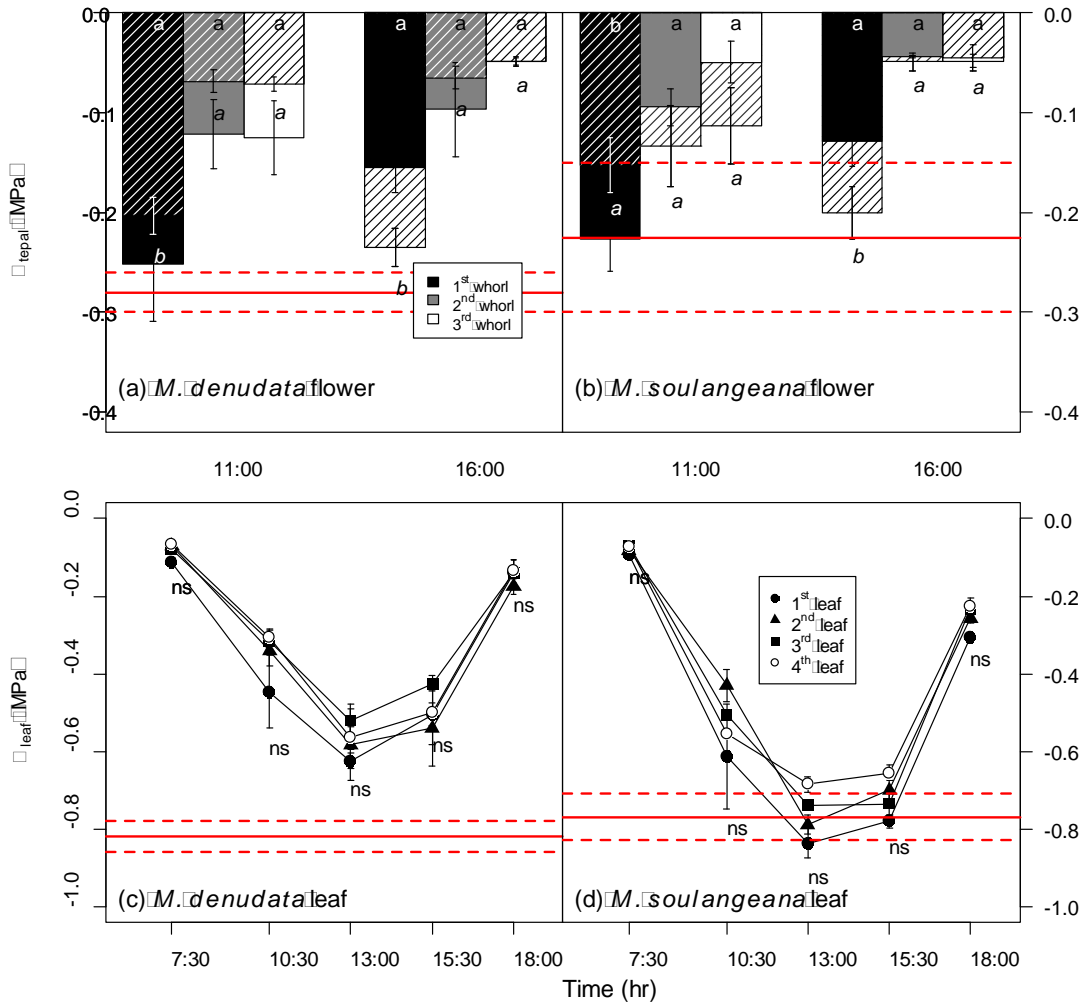 0.0
-0.1
-0.2
-0.3
-0.4
tepal MPa
a a a a a a
a a a a
b b
1st whorl
2nd whorl
3rd whorl
(a) M. denudata flower
b a a a a a
a a a a a
a b
0.0
-0.1
-0.2
-0.3
-0.4
(b) M. soulangeana flower
11:00 16:00 11:00 16:00
0.0
-0.2
-0.4
-0.6
-0.8
-1.0
leaf MPa
ns ns ns ns ns
(c) M. denudata leaf
ns ns ns ns ns
1st leaf
2nd leaf
3rd leaf
4th leaf
0.0
-0.2
-0.4
-0.6
-0.8
-1.0
(d) M. soulangeana leaf
7:30 10:30 13:00 15:30 18:00 7:30 10:30 13:00 15:30 18:00
Time (hr)